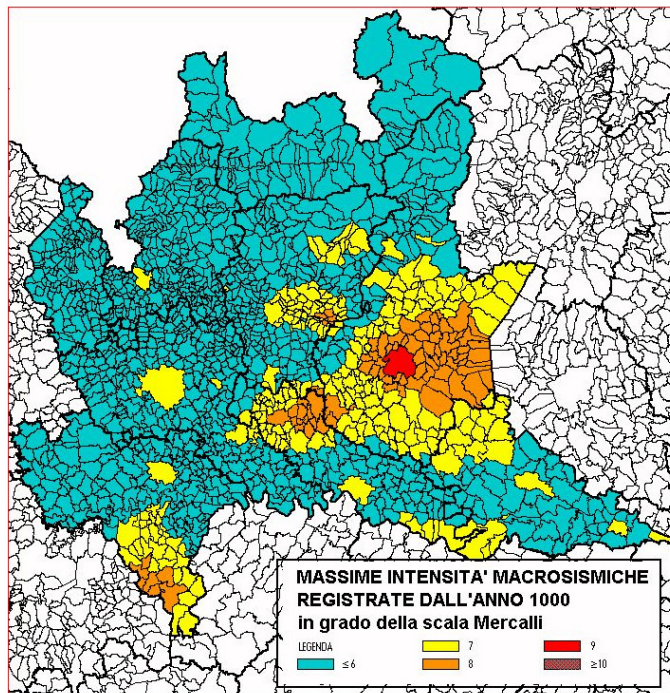 MASSIME INTENSITA' MACROSISMICHE
REGISTRATE DALL'ANNO 1000
in grado della scala Mercalli
LEGENDA
≤6
7
8
9
≥10